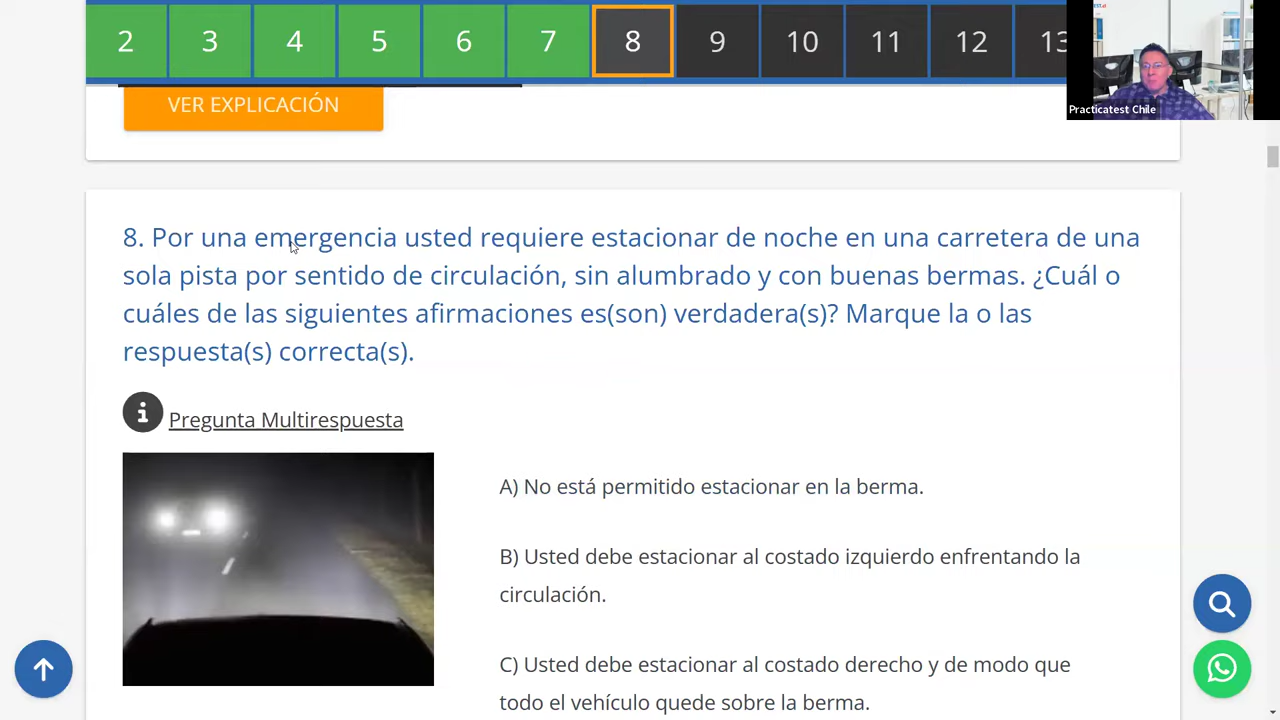 2 3 4 5 6 7 8 9 10 11 12 13
Practicatest Chile
VER EXPLICACIÓN
8. Por una emergencia usted requiere estacionar de noche en una carretera de una
sola pista por sentido de circulación, sin alumbrado y con buenas bermas. ¿Cuál o
cuáles de las siguientes afirmaciones es(son) verdadera(s)? Marque la o las
respuesta(s) correcta(s).
Pregunta Multirespuesta
A) No está permitido estacionar en la berma.
B) Usted debe estacionar al costado izquierdo enfrentando la
circulación.
C) Usted debe estacionar al costado derecho y de modo que
todo el vehículo quede sobre la berma.